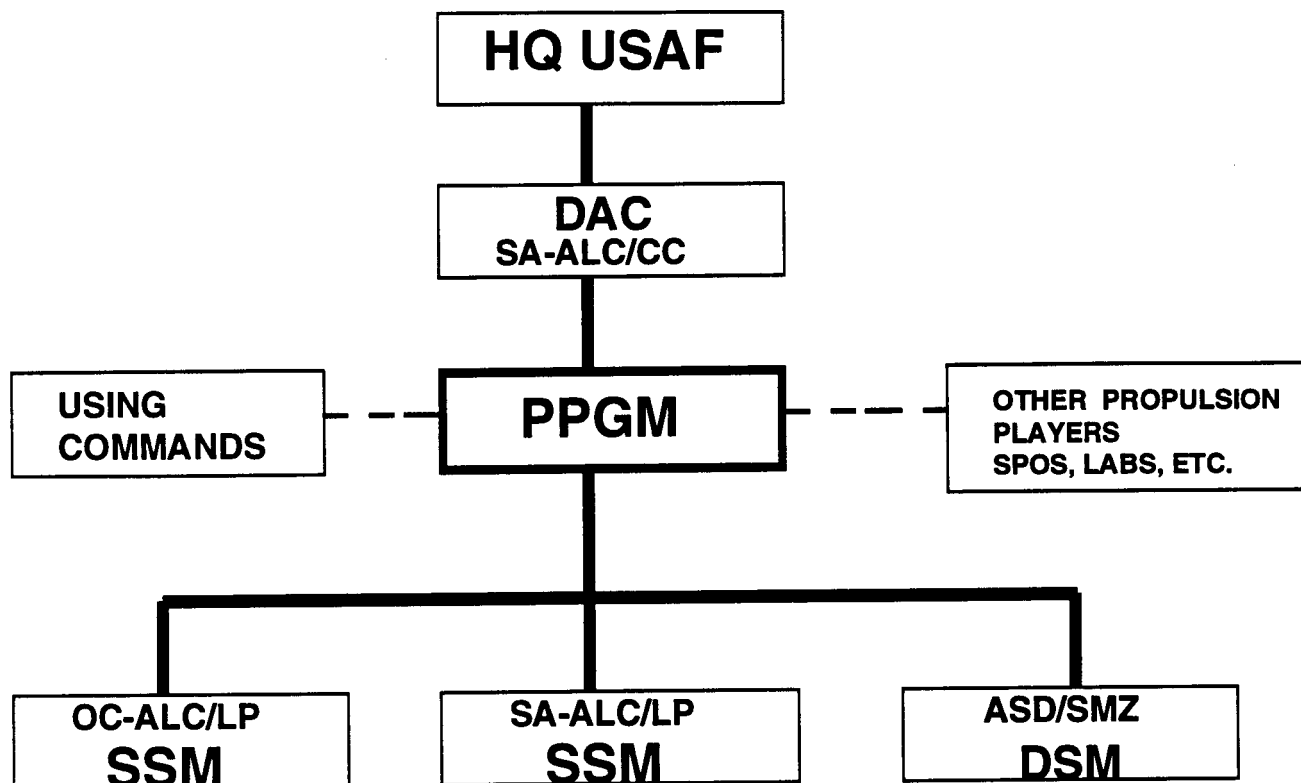 HQ USAF
DAC
SA-ALC/CC
USING
COMMANDS
PPGM
OTHER PROPULSION
PLAYERS
SPOS, LABS, ETC.
OC-ALC/LP
SSM
SA-ALC/LP
SSM
ASD/SMZ
DSM